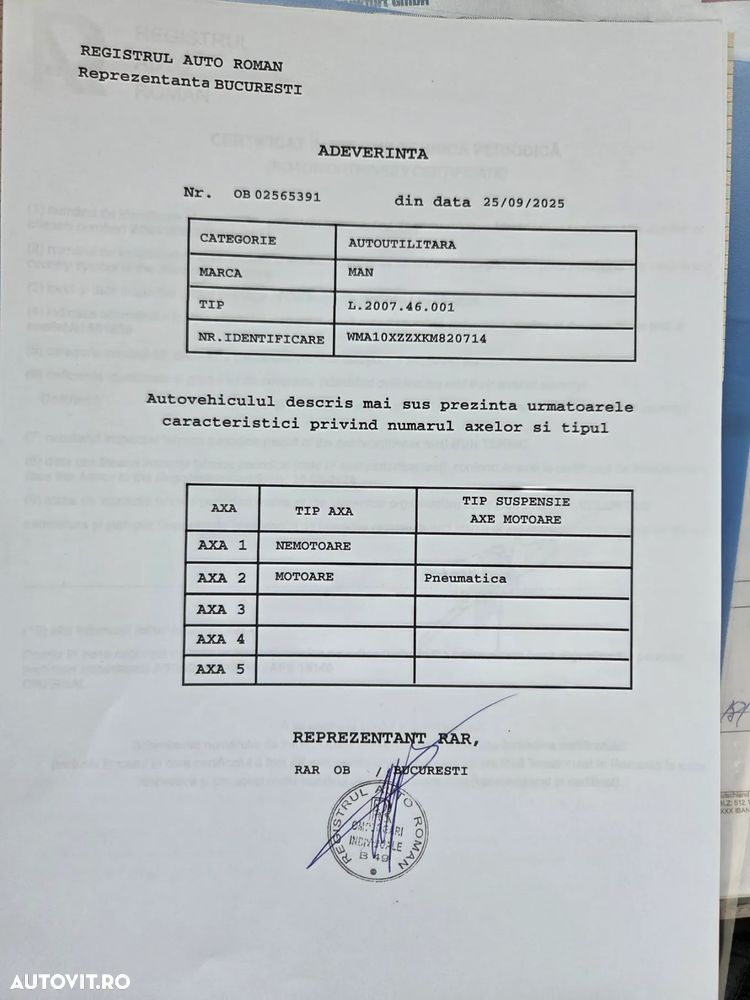 REGISTRUL AUTO ROMAN
Reprezentanta BUCURESTI
ADEVERINTA
Nr. OB 02565391 din data 25/09/2025
CATEGORIE AUTOUTILITARA
MARCA MAN
TIP L.2007.46.001
NR.IDENTIFICARE WMA10XZZXKM820714
Autovehiculul descris mai sus prezinta urmatoarele
caracteristici privind numarul axelor si tipul
AXA TIP AXA TIP SUSPENSIE
AXE MOTOARE
AXA 1 NEMOTOARE
AXA 2 MOTOARE Pneumatica
AXA 3
AXA 4
AXA 5
REPREZENTANT RAR,
RAR OB / BUCURESTI
REGISTRUL AUTO ROMAN
B 49
AUTOVIT.RO